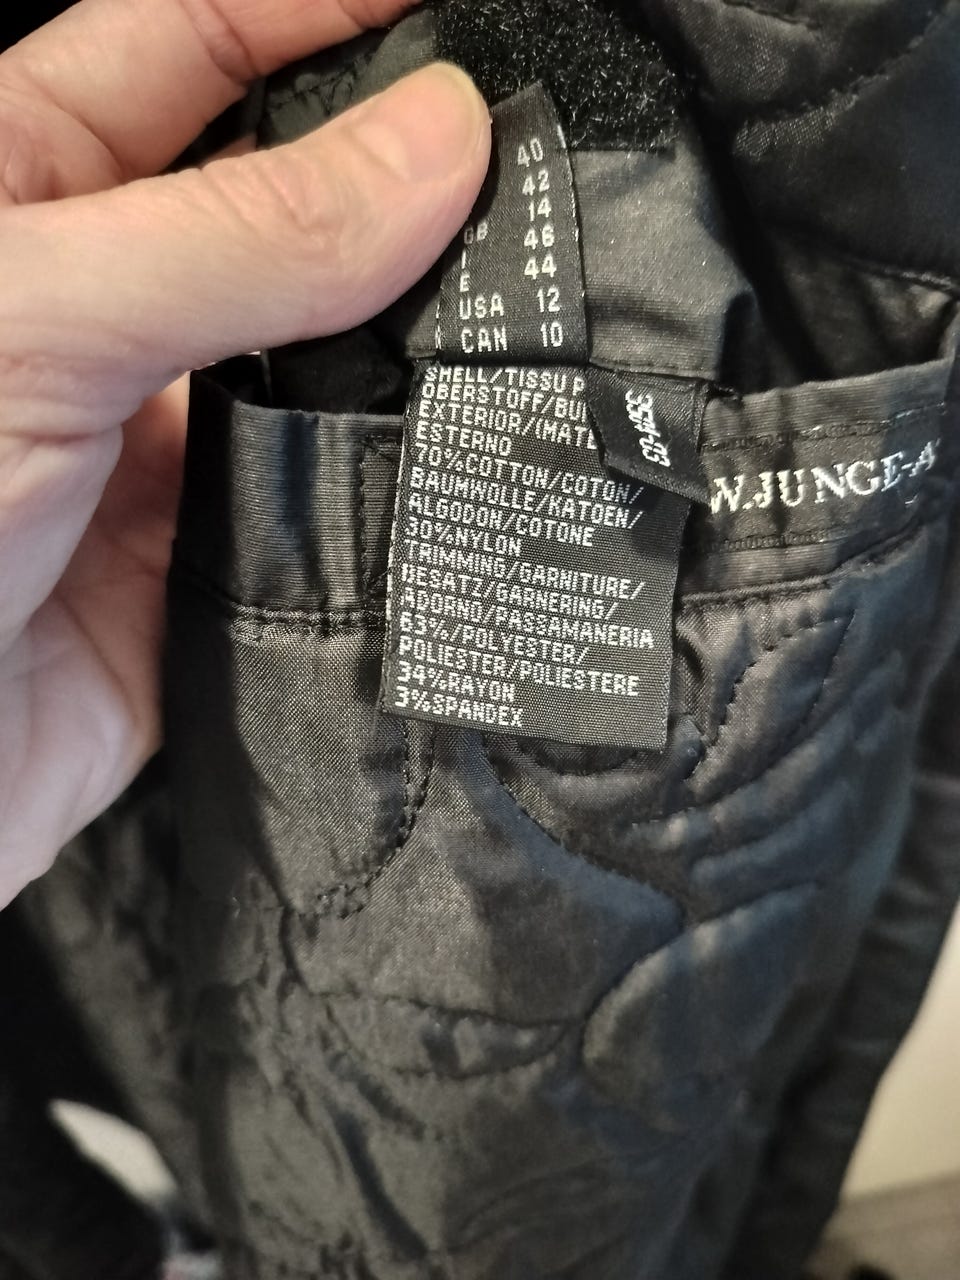 40
42
14
GB 46
I 44
E
USA 12
CAN 10
SHELL/TISSU
OBERSTOFF/
EXTERIOR/(MAT
ESTERNO
70%COTTON/COTON/
BAUMWOLLE/KATOEN/
ALGODON/COTONE
30%NYLON
TRIMMING/GARNITURE/
BESATZ/GARNERING/
ADORNO/PASSAMANERIA
63%/POLYESTER/
POLIESTER/POLIESTERE
34%RAYON
3%SPANDEX
W.JUNGE-A